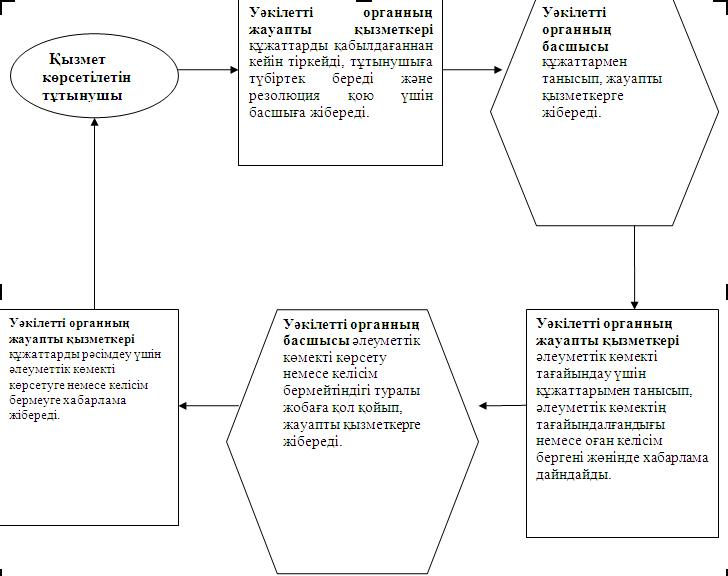 Қызмет
көрсетілетін
тұтынушы
Уәкілетті органның
жауапты қызметкері
құжаттарды қабылдағаннан
кейін тіркейді, тұтынушыға
түбіртек береді және
резолюция қою үшін
басшыға жібереді.
Уәкілетті
органның
басшысы
құжаттармен
танысып, жауапты
қызметкерге
жібереді.
Уәкілетті органның
жауапты қызметкері
әлеуметтік көмекті
тағайындау үшін
құжаттарымен танысып,
әлеуметтік көмектің
тағайындалғандығы
немесе оған келісім
бергені жөнінде хабарлама
дайндайды.
Уәкілетті органның
басшысы әлеуметтік
көмекті көрсету
немесе келісім
бермейтіндігі туралы
жобаға қол қойып,
жауапты қызметкерге
жібереді.
Уәкілетті органның
жауапты қызметкері
құжаттарды рәсімдеу үшін
әлеуметтік көмекті
көрсетуге немесе келісім
бермеуге хабарлама
жібереді.